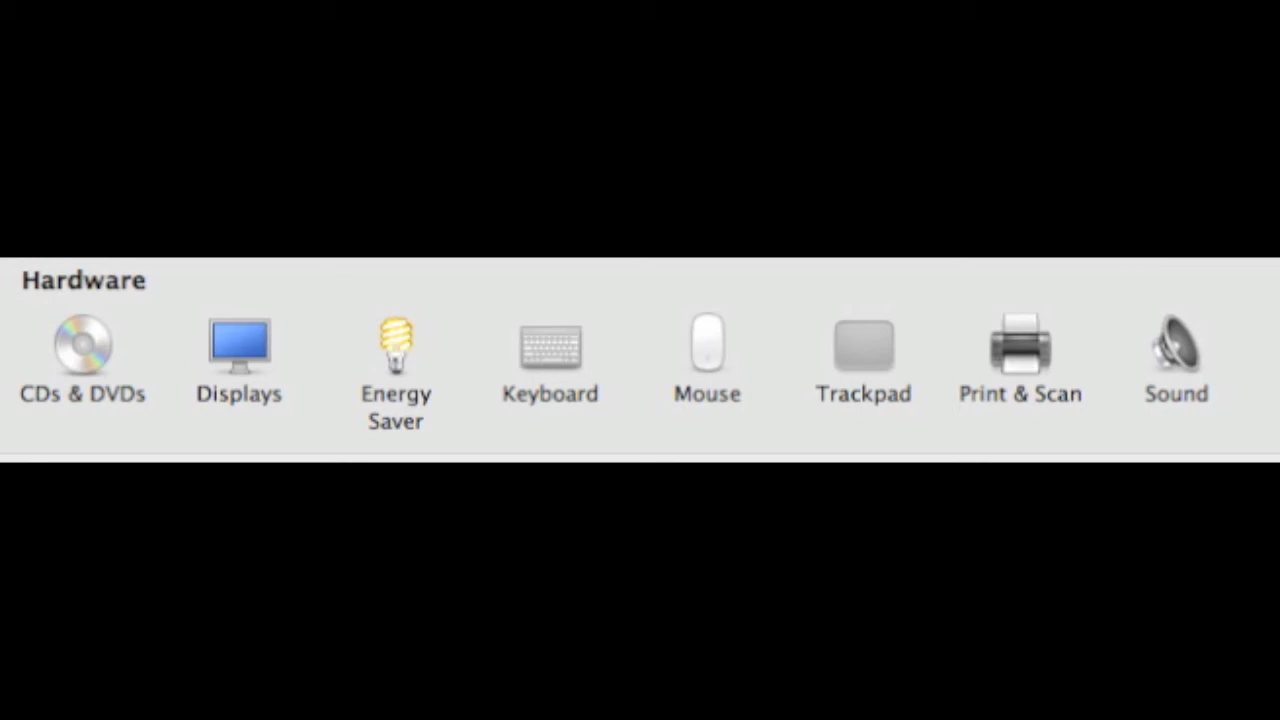 Hardware
CDs & DVDs
Displays
Energy
Saver
Keyboard
Mouse
Trackpad
Print & Scan
Sound